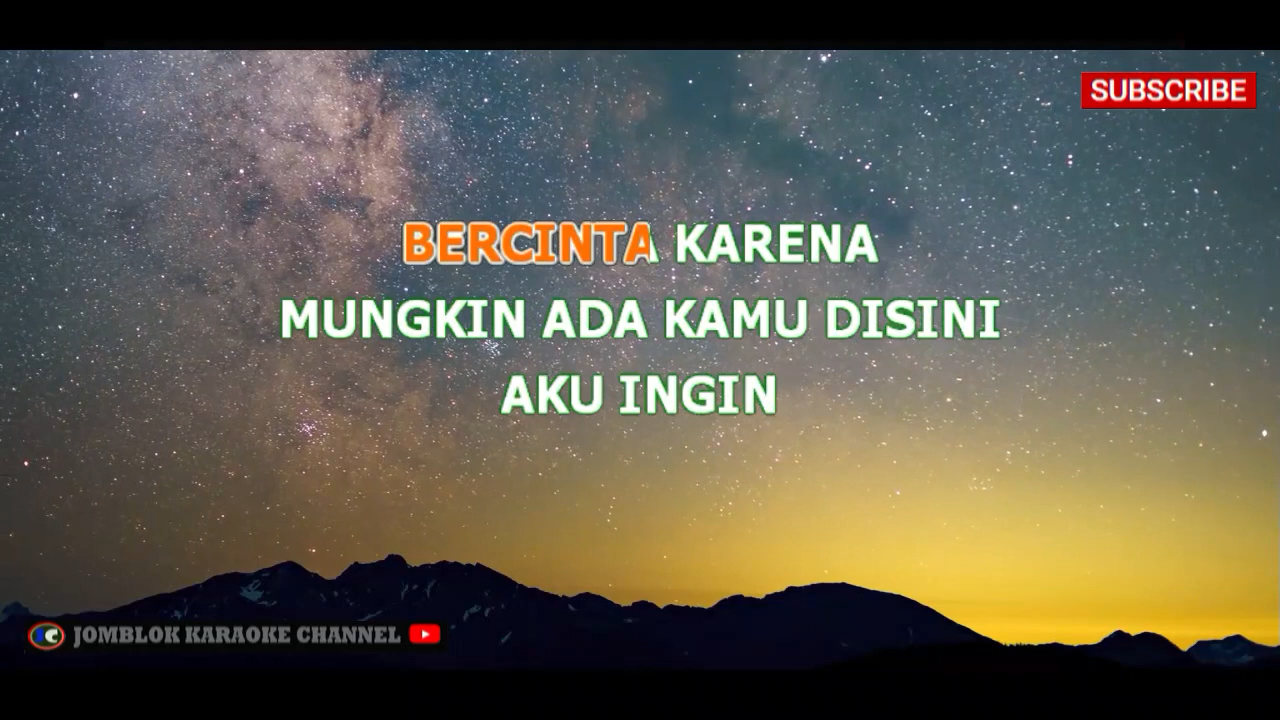 SUBSCRIBE
BERCINTA KARENA
MUNGKIN ADA KAMU DISINI
AKU INGIN
JOMBLOK KARAOKE CHANNEL